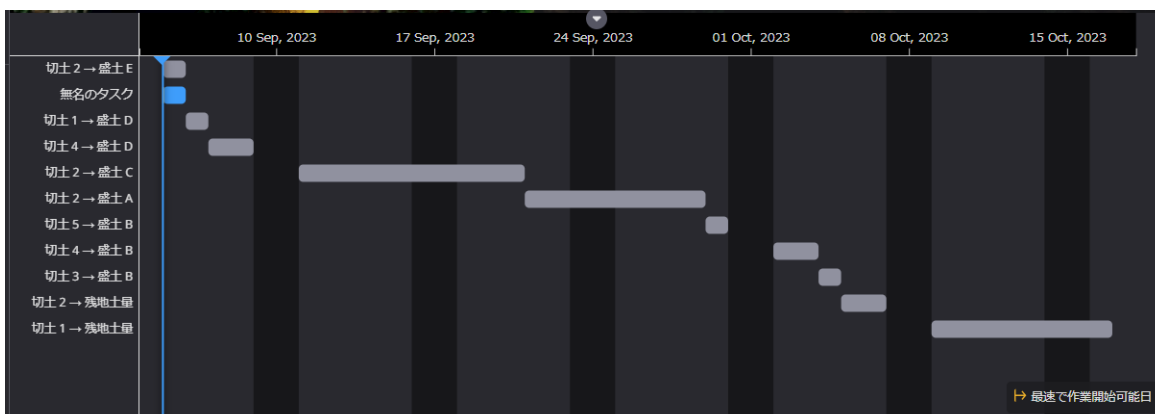 10 Sep, 2023 17 Sep, 2023 24 Sep, 2023 01 Oct, 2023 08 Oct, 2023 15 Oct, 2023
切土2→盛土E
無名のタスク
切土1→盛土D
切土4→盛土D
切土2→盛土C
切土2→盛土A
切土5→盛土B
切土4→盛土B
切土3→盛土B
切土2→残地土量
切土1→残地土量
最速で作業開始可能日